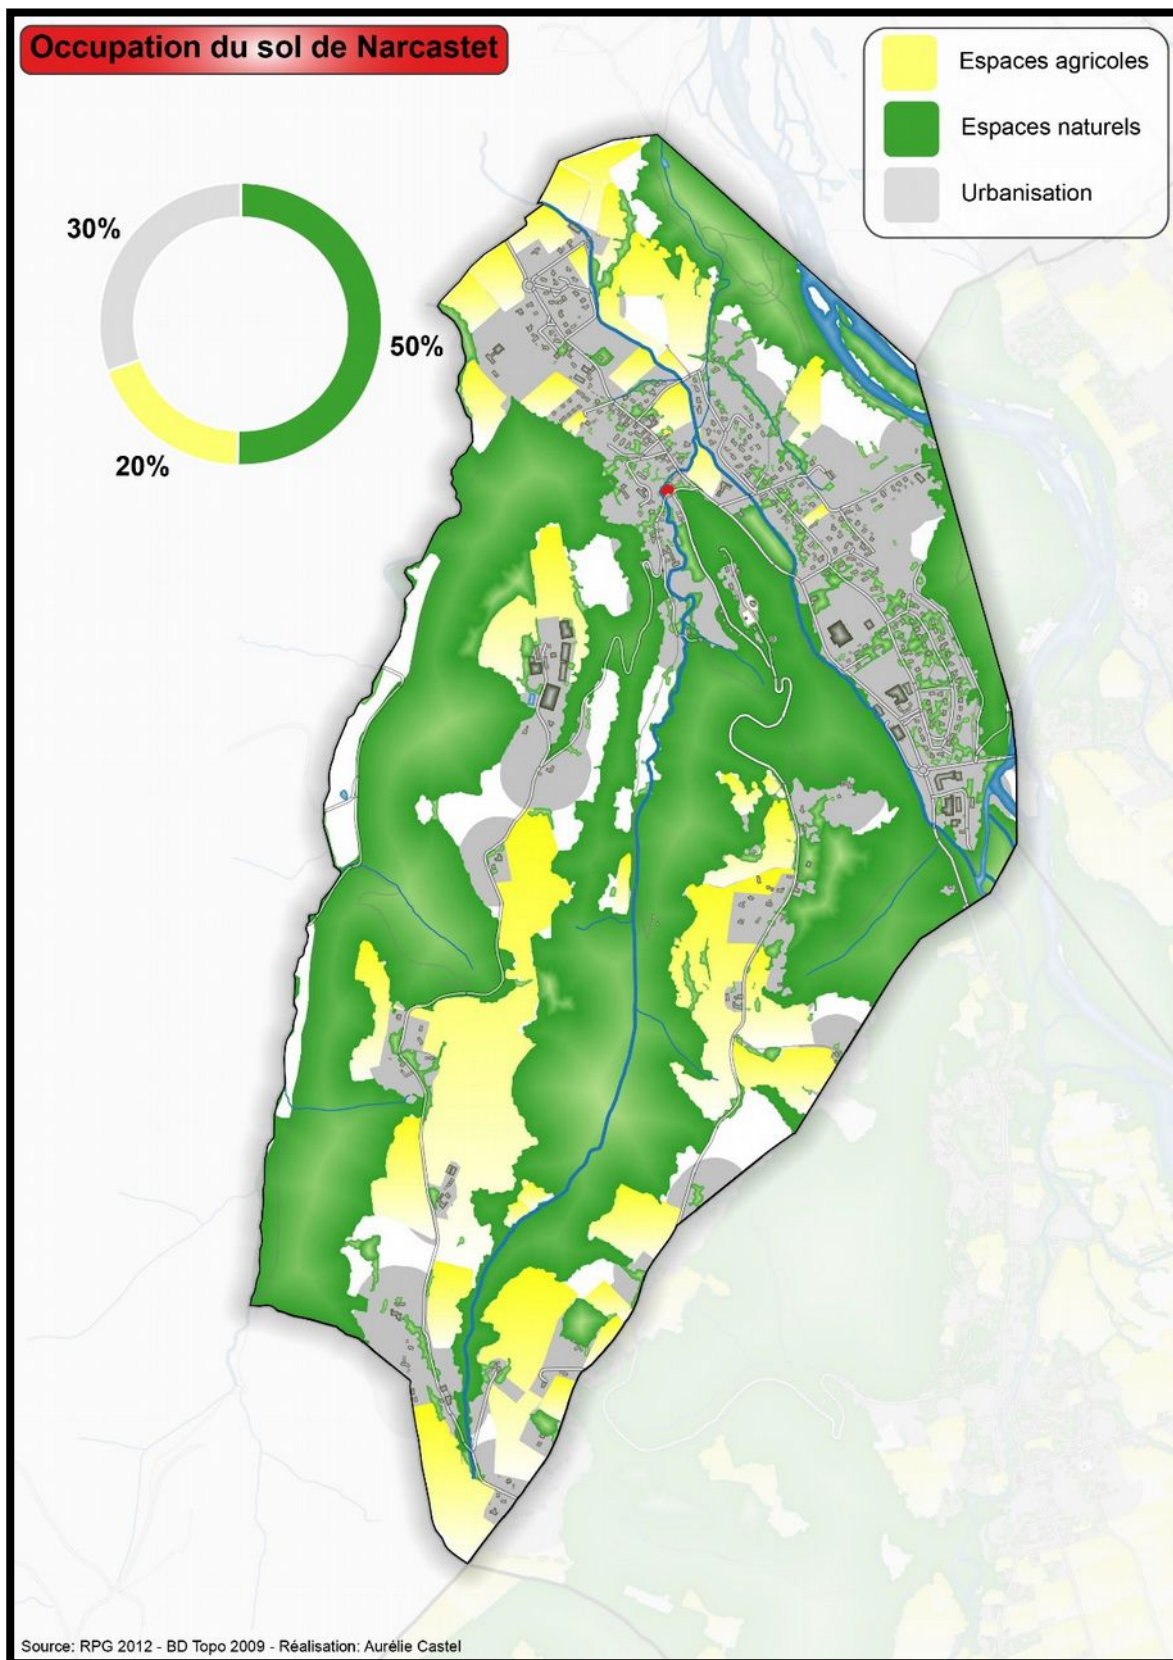 Occupation du sol de Narcastet
Espaces agricoles
Espaces naturels
Urbanisation
30%
50%
20%
Source: RPG 2012 - BD Topo 2009 - Réalisation: Aurélie Castel